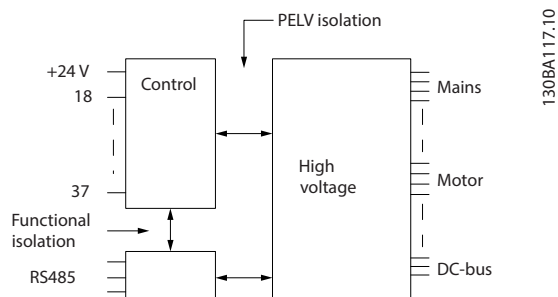 PELV isolation
+24 V
Control
18
Mains
High
voltage
37
Motor
Functional
isolation
RS485
DC-bus
130BA117.10